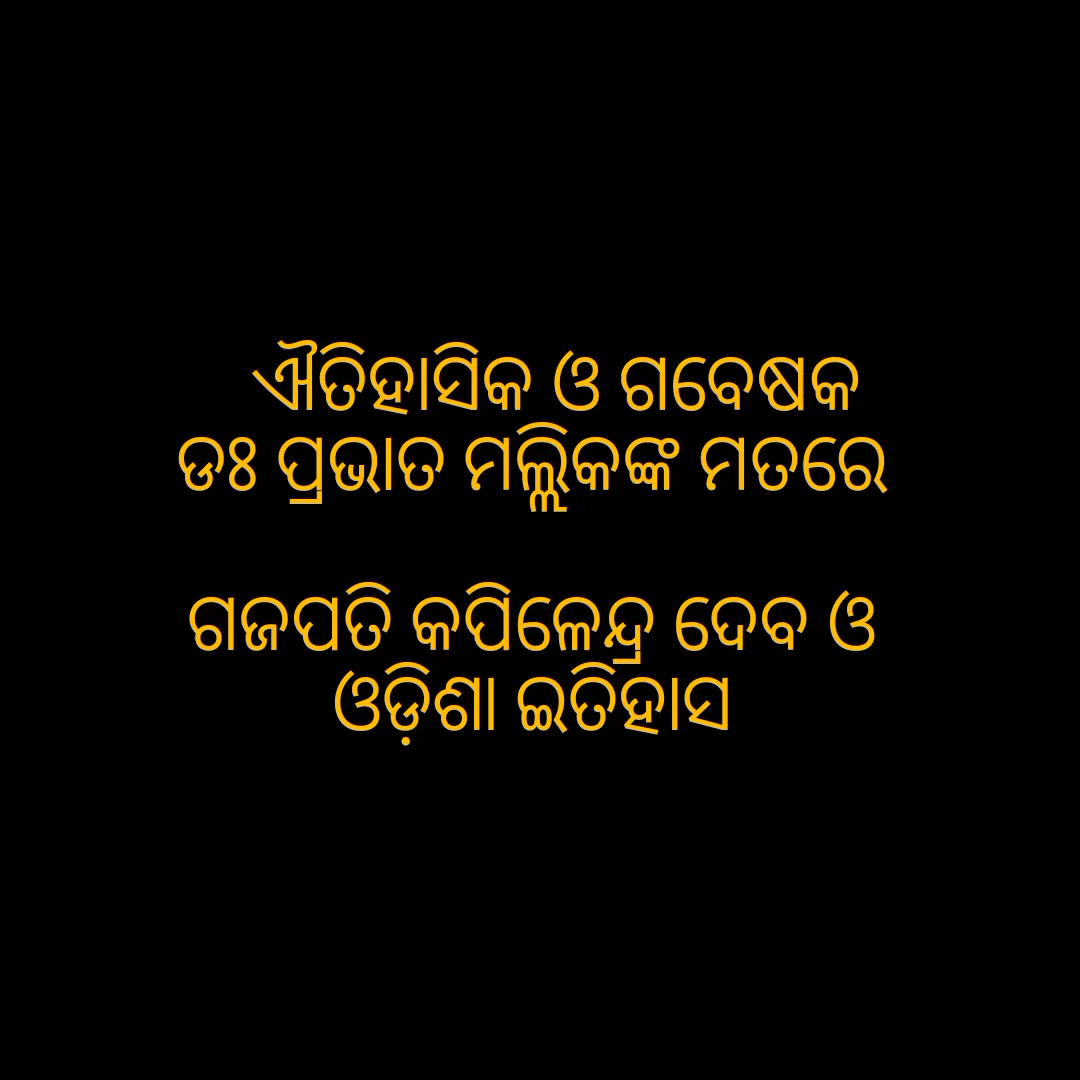 ଐତିହାସିକ ଓ ଗବେଷକ
ଡଃ ପ୍ରଭାତ ମଲ୍ଲିକଙ୍କ ମତରେ
ଗଜପତି କପିଳେନ୍ଦ୍ର ଦେବ ଓ
ଓଡ଼ିଶା ଇତିହାସ